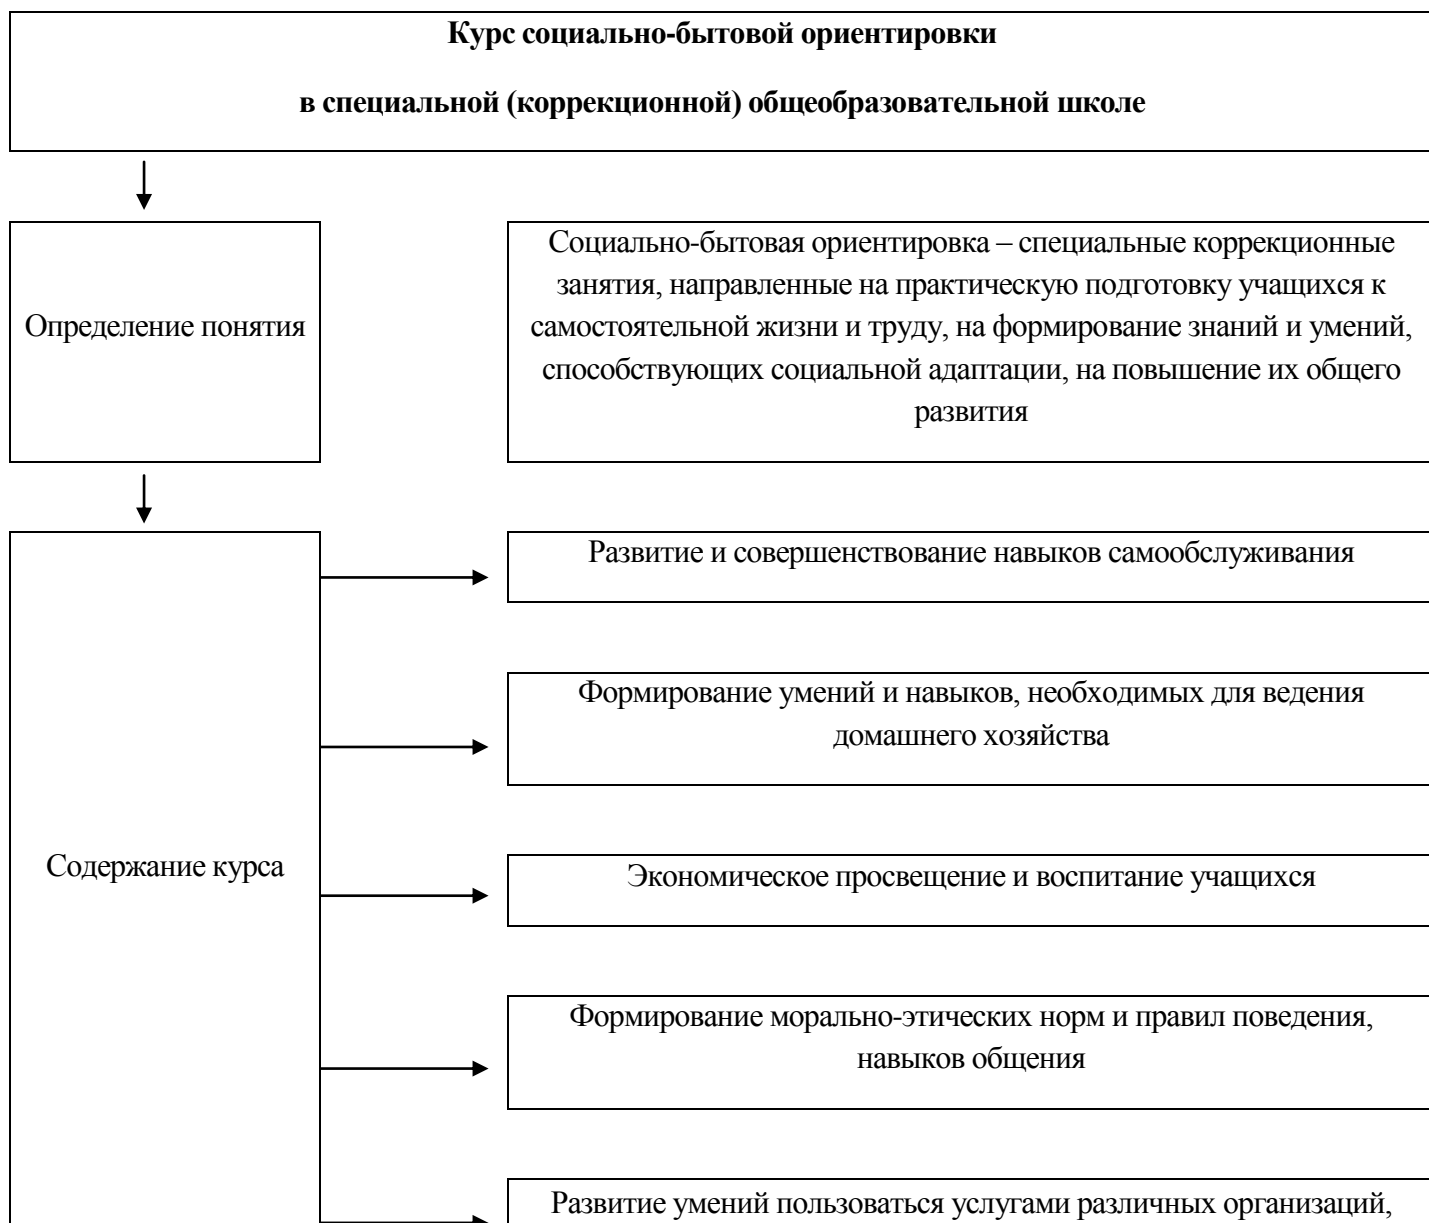 Курс социально-бытовой ориентировки
в специальной (коррекционной) общеобразовательной школе
Определение понятия
Социально-бытовая ориентировка – специальные коррекционные
занятия, направленные на практическую подготовку учащихся к
самостоятельной жизни и труду, на формирование знаний и умений,
способствующих социальной адаптации, на повышение их общего
развития
Содержание курса
Развитие и совершенствование навыков самообслуживания
Формирование умений и навыков, необходимых для ведения
домашнего хозяйства
Экономическое просвещение и воспитание учащихся
Формирование морально-этических норм и правил поведения,
навыков общения
Развитие умений пользоваться услугами различных организаций,